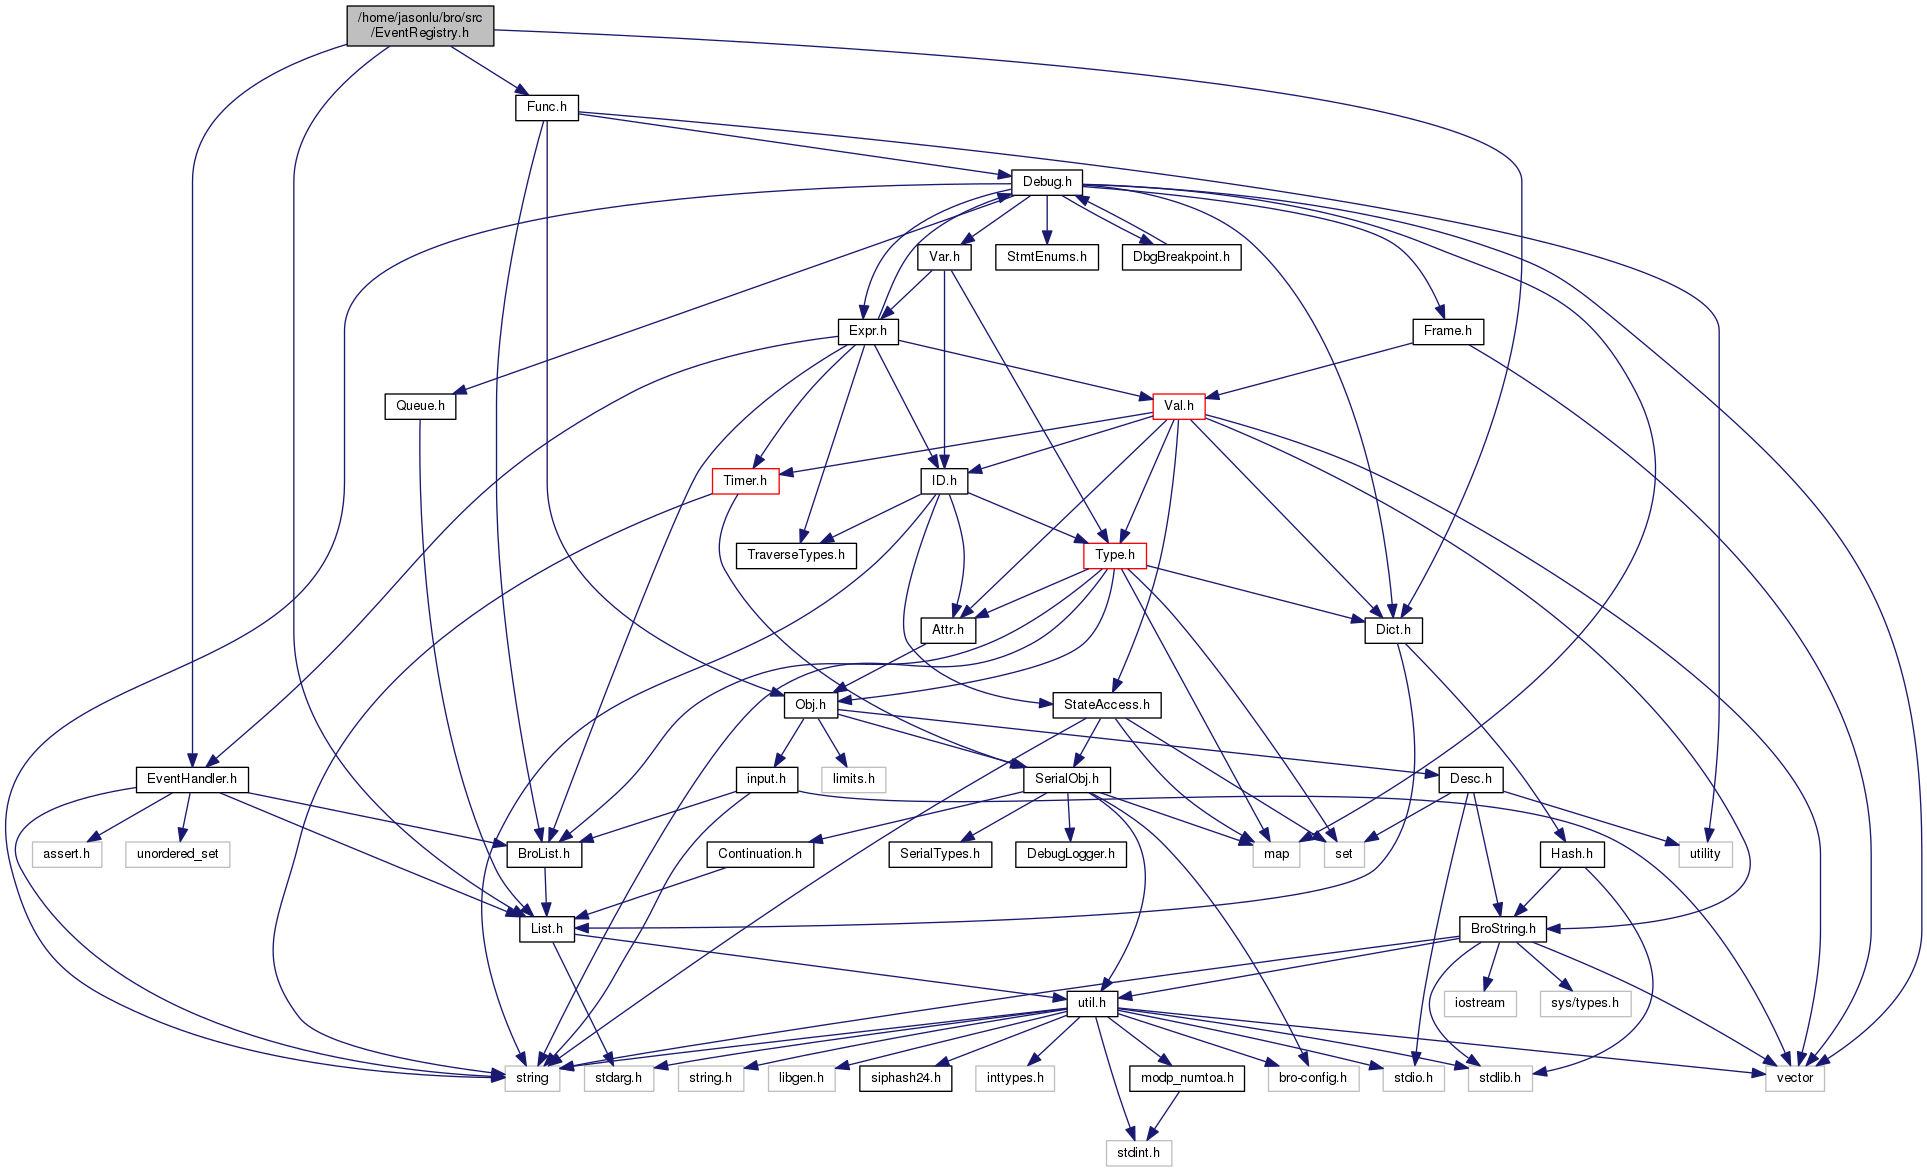 /home/jasonlu/bro/src
/EventRegistry.h
Func.h
Debug.h
Var.h
StmtEnums.h
DbgBreakpoint.h
Expr.h
Frame.h
Queue.h
Val.h
Timer.h
ID.h
TraverseTypes.h
Type.h
Attr.h
Dict.h
Obj.h
StateAccess.h
EventHandler.h
input.h
limits.h
SerialObj.h
Desc.h
assert.h
unordered_set
BroList.h
Continuation.h
SerialTypes.h
DebugLogger.h
map
set
Hash.h
utility
List.h
BroString.h
util.h
iostream
sys/types.h
string
stdarg.h
string.h
libgen.h
siphash24.h
inttypes.h
modp_numtoa.h
bro-config.h
stdio.h
stdlib.h
vector
stdint.h